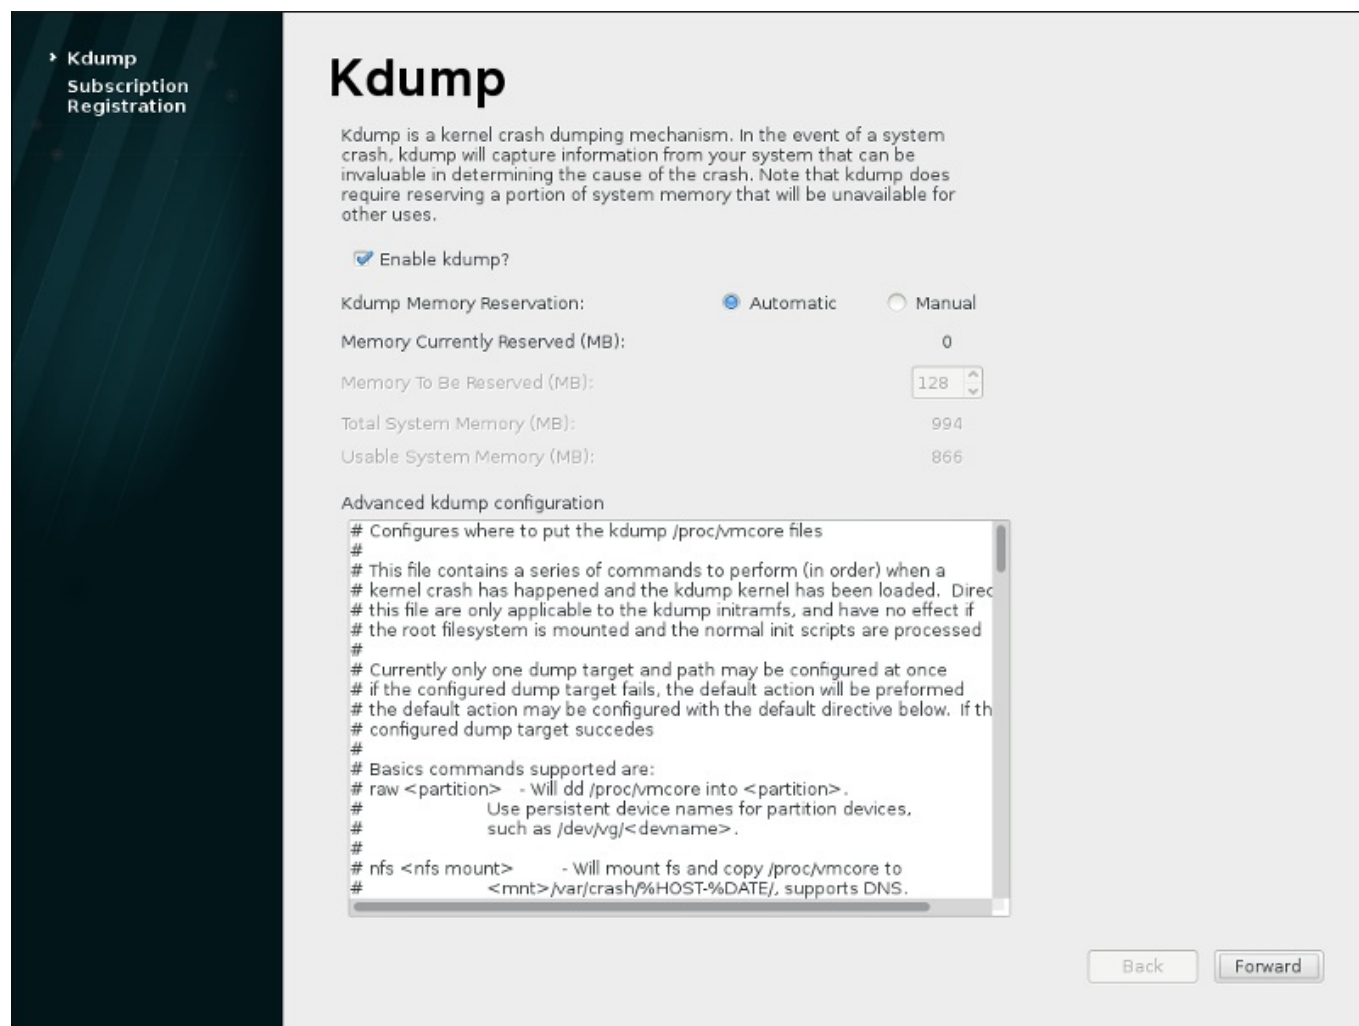 Kdump
Subscription
Registration
Kdump
Kdump is a kernel crash dumping mechanism. In the event of a system
crash, kdump will capture information from your system that can be
invaluable in determining the cause of the crash. Note that kdump does
require reserving a portion of system memory that will be unavailable for
other uses.
Enable kdump?
Kdump Memory Reservation: Automatic Manual
Memory Currently Reserved (MB): 0
Memory To Be Reserved (MB): 128
Total System Memory (MB): 994
Usable System Memory (MB): 866
Advanced kdump configuration
# Configures where to put the kdump /proc/vmcore files
#
# This file contains a series of commands to perform (in order) when a
# kernel crash has happened and the kdump kernel has been loaded. Direc
# this file are only applicable to the kdump initramfs, and have no effect if
# the root filesystem is mounted and the normal init scripts are processed
#
# Currently only one dump target and path may be configured at once
# if the configured dump target fails, the default action will be preformed
# the default action may be configured with the default directive below. If th
# configured dump target succedes
#
# Basics commands supported are:
# raw <partition> - Will dd /proc/vmcore into <partition>.
# Use persistent device names for partition devices,
# such as /dev/vg/<devname>.
#
# nfs <nfs mount> - Will mount fs and copy /proc/vmcore to
# <mnt>/var/crash/%HOST-%DATE/, supports DNS.
Back Forward